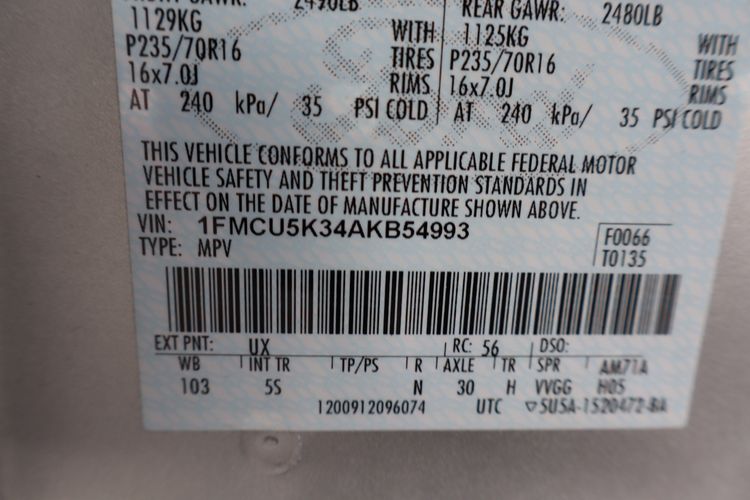 2490LB REAR GAWR: 2480LB
1129KG WITH 1125KG WITH
P235/70R16 TIRES P235/70R16 TIRES
16x7.0J RIMS 16x7.0J RIMS
AT 240 kPa/ 35 PSI COLD AT 240 kPa/ 35 PSI COLD
THIS VEHICLE CONFORMS TO ALL APPLICABLE FEDERAL MOTOR
VEHICLE SAFETY AND THEFT PREVENTION STANDARDS IN
EFFECT ON THE DATE OF MANUFACTURE SHOWN ABOVE.
VIN: 1FMCU5K34AKB54993 F0066
TYPE: MPV T0135
EXT PNT: UX RC: 56 DSO:
WB INT TR TP/PS R AXLE TR SPR AM71A
103 5S N 30 H VVGG H05
1200912096074 UTC ▽5U5A-1520472-BA